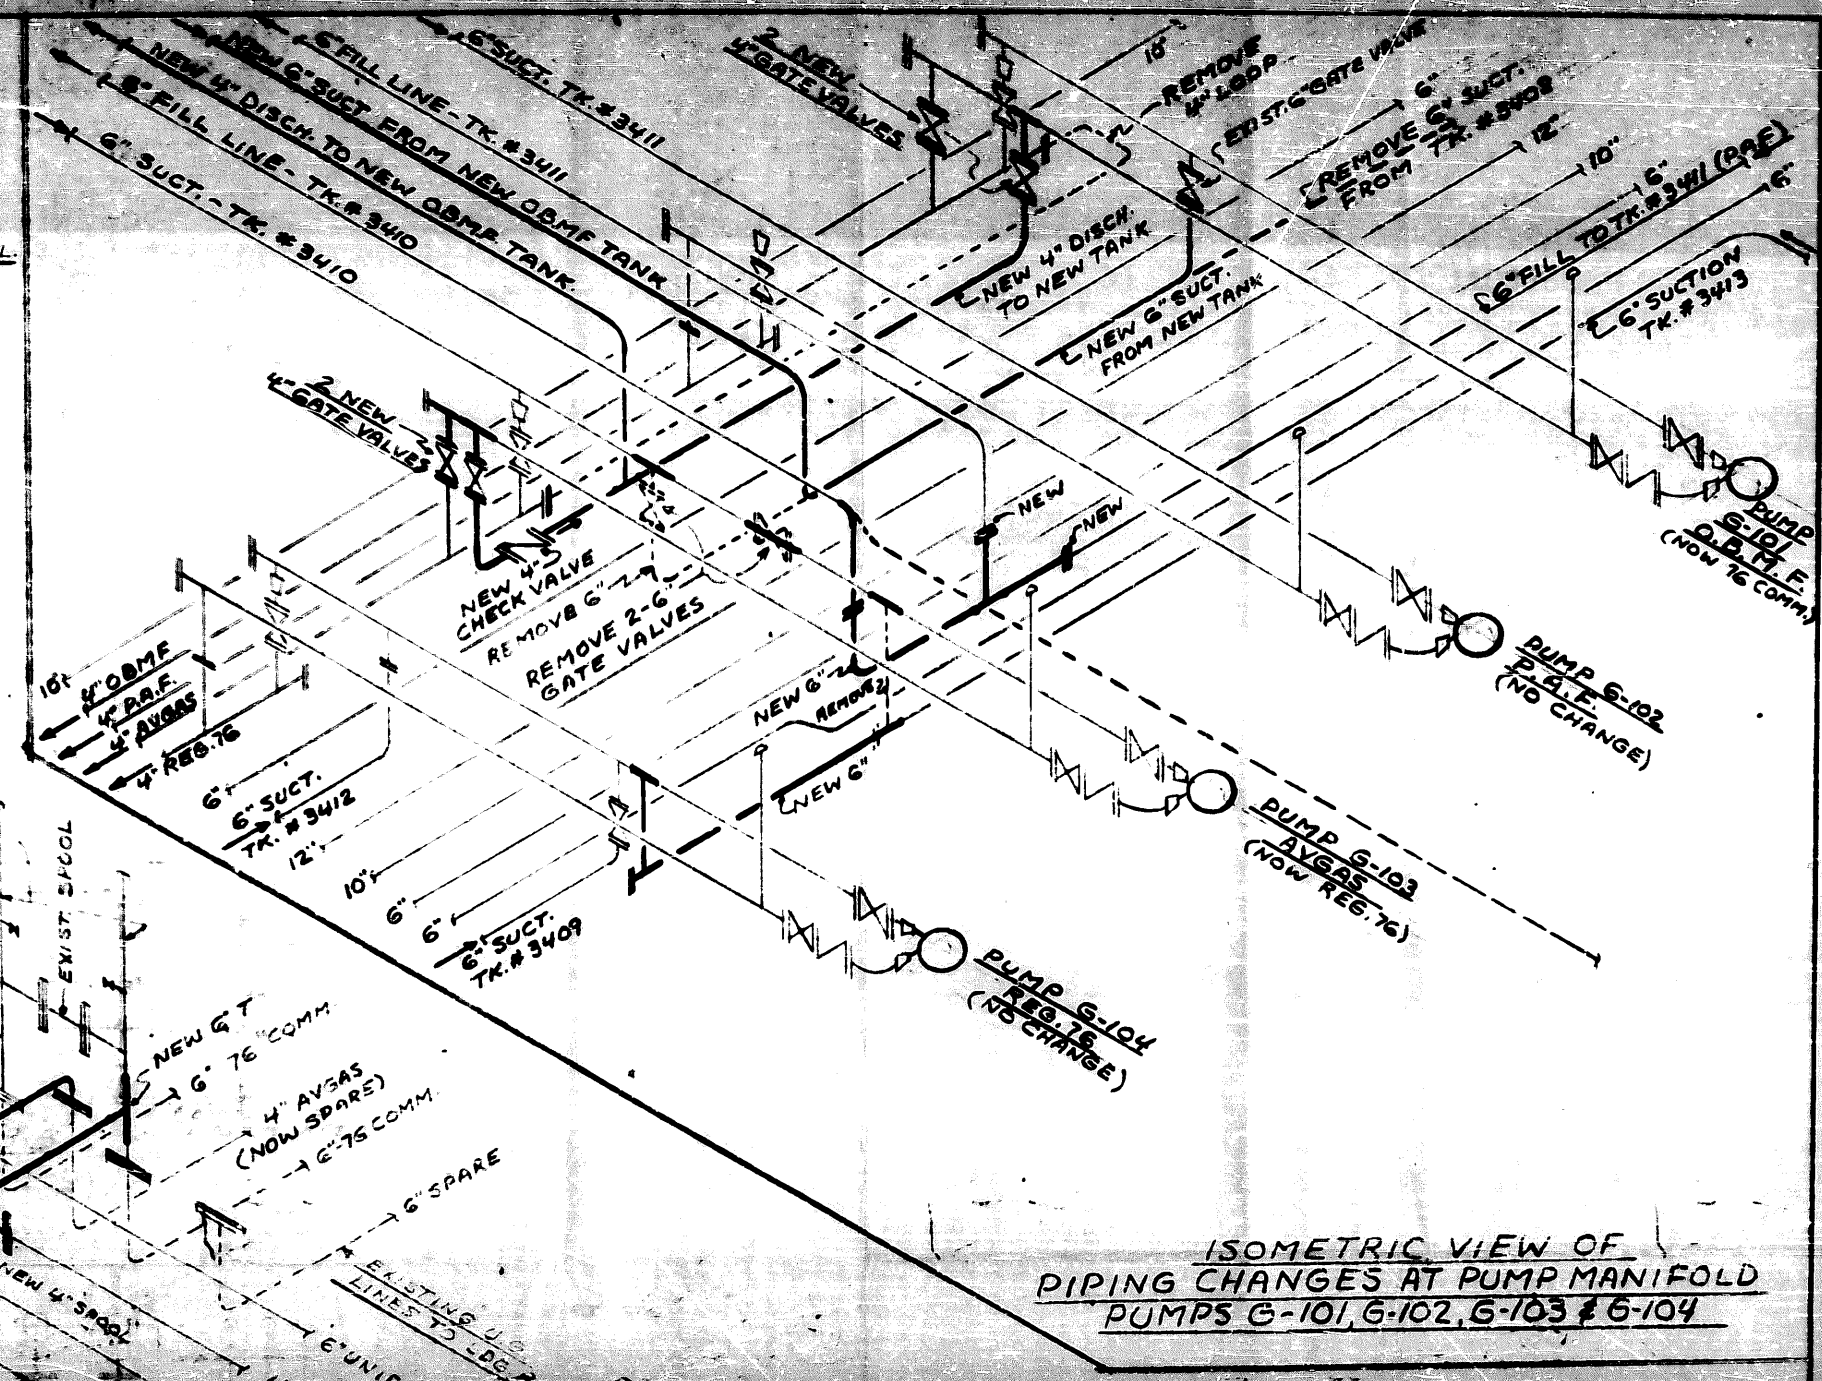 6" SUCT. TK. #3411
6" FILL LINE - TK. #3411
NEW 6" SUCT FROM NEW OBMF TANK
NEW 4" DISCH. TO NEW OBMF TANK
8" FILL LINE - TK. #3410
6" SUCT. - TK. #3410
2 NEW
4" GATE VALVES
10"
REMOVE
4" LOOP
EXIST. 6" GATE VALVE
6"
REMOVE 6" SUCT.
FROM TK. #3408
12"
10"
6"
6" FILL TO TK. #3411 (P.A.F.)
6"
6" SUCTION
TK. #3413
NEW 4" DISCH.
TO NEW TANK
NEW 6" SUCT.
FROM NEW TANK
2 NEW
4" GATE VALVES
NEW
NEW
NEW 4"
CHECK VALVE
REMOVE 6"
REMOVE 2-6"
GATE VALVES
NEW 6"
REMOVE
NEW 6"
PUMP
G-101
O.B.M.F.
(NOW 76 COMM.)
PUMP G-102
P.A.F.
(NO CHANGE)
PUMP G-103
AVGAS
(NOW REG. 76)
PUMP G-104
REG. 76
(NO CHANGE)
10"
4" OBMF
4" P.A.F.
4" AVGAS
4" REG. 76
6"
6" SUCT.
TK. #3412
12"
10"
6"
6"
6" SUCT.
TK. #3409
EXIST. SPOOL
NEW 6" T
6" 76 COMM
4" AVGAS
(NOW SPARE)
6"-76 COMM.
6" SPARE
EXISTING U.G.
LINES TO LDG.
NEW 4" SPOOL
6" UNI
ISOMETRIC VIEW OF
PIPING CHANGES AT PUMP MANIFOLD
PUMPS G-101, G-102, G-103 & G-104